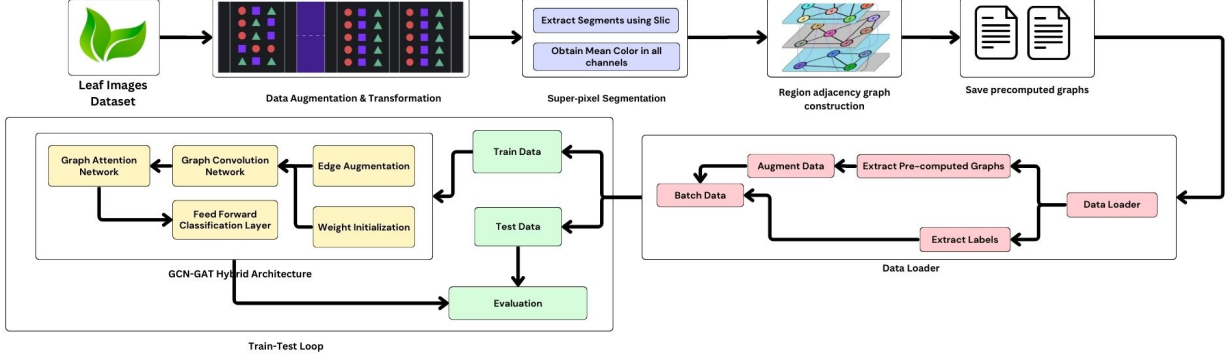 Extract Segments using Slic
Obtain Mean Color in all
channels
Leaf Images
Dataset
Data Augmentation & Transformation
Super-pixel Segmentation
Region adjacency graph
construction
Save precomputed graphs
Graph Attention
Network
Graph Convolution
Network
Edge Augmentation
Feed Forward
Classification Layer
Weight Initialization
GCN-GAT Hybrid Architecture
Train Data
Test Data
Evaluation
Train-Test Loop
Augment Data
Extract Pre-computed Graphs
Batch Data
Data Loader
Extract Labels
Data Loader